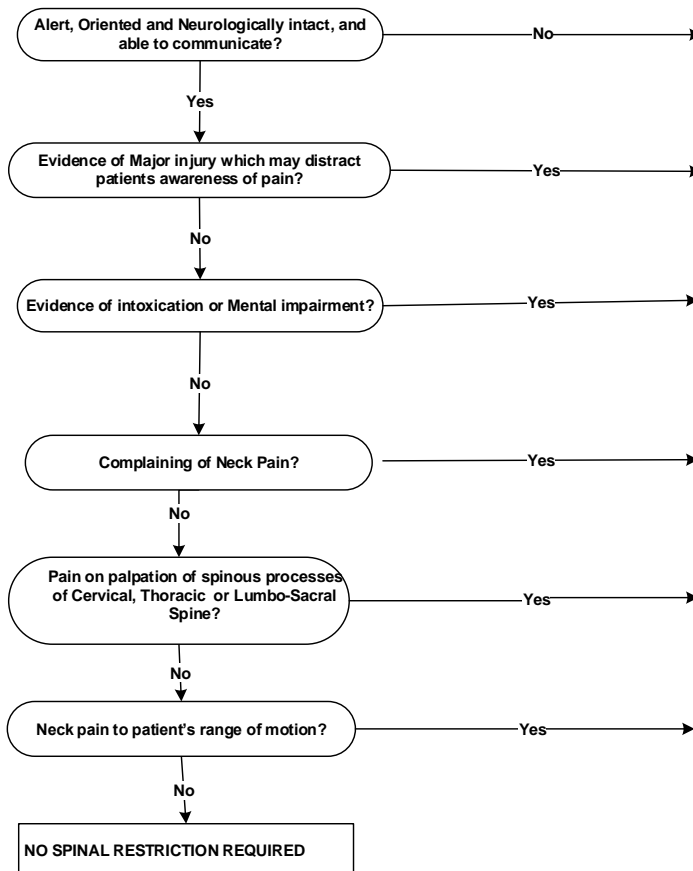 Alert, Oriented and Neurologically intact, and
able to communicate?
No
Yes
Evidence of Major injury which may distract
patients awareness of pain?
Yes
No
Evidence of intoxication or Mental impairment?
Yes
No
Complaining of Neck Pain?
Yes
No
Pain on palpation of spinous processes
of Cervical, Thoracic or Lumbo-Sacral
Spine?
Yes
No
Neck pain to patient's range of motion?
Yes
No
NO SPINAL RESTRICTION REQUIRED